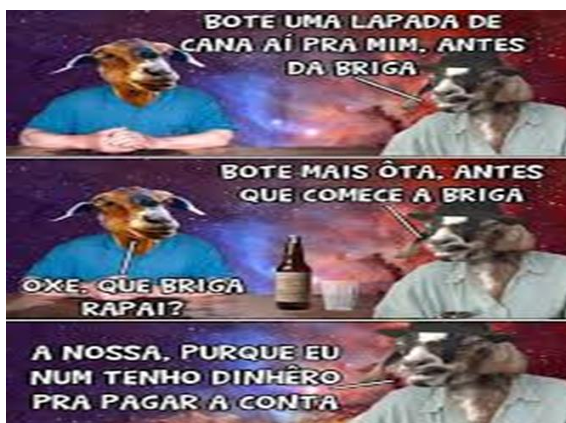 BOTE UMA LAPADA DE
CANA AÍ PRA MIM, ANTES
DA BRIGA
BOTE MAIS ÔTA, ANTES
QUE COMECE A BRIGA
OXE, QUE BRIGA
RAPAI?
A NOSSA, PURQUE EU
NUM TENHO DINHÊRO
PRA PAGAR A CONTA